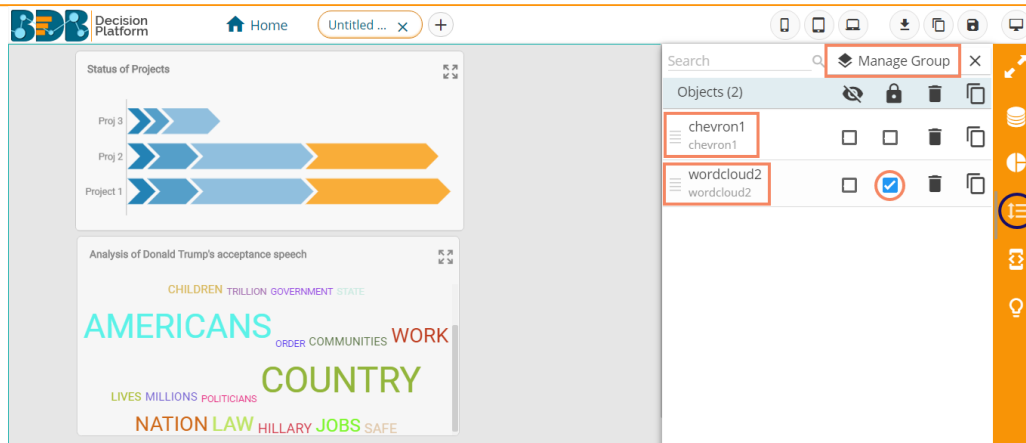 BDB Decision
Platform
Home
Untitled ...
Search
Manage Group
Status of Projects
Proj 3
Proj 2
Project 1
Objects (2)
chevron1
chevron1
wordcloud2
wordcloud2
Analysis of Donald Trump's acceptance speech
CHILDREN TRILLION GOVERNMENT STATE
AMERICANS ORDER COMMUNITIES WORK
COUNTRY
LIVES MILLIONS POLITICIANS
NATION LAW HILLARY JOBS SAFE